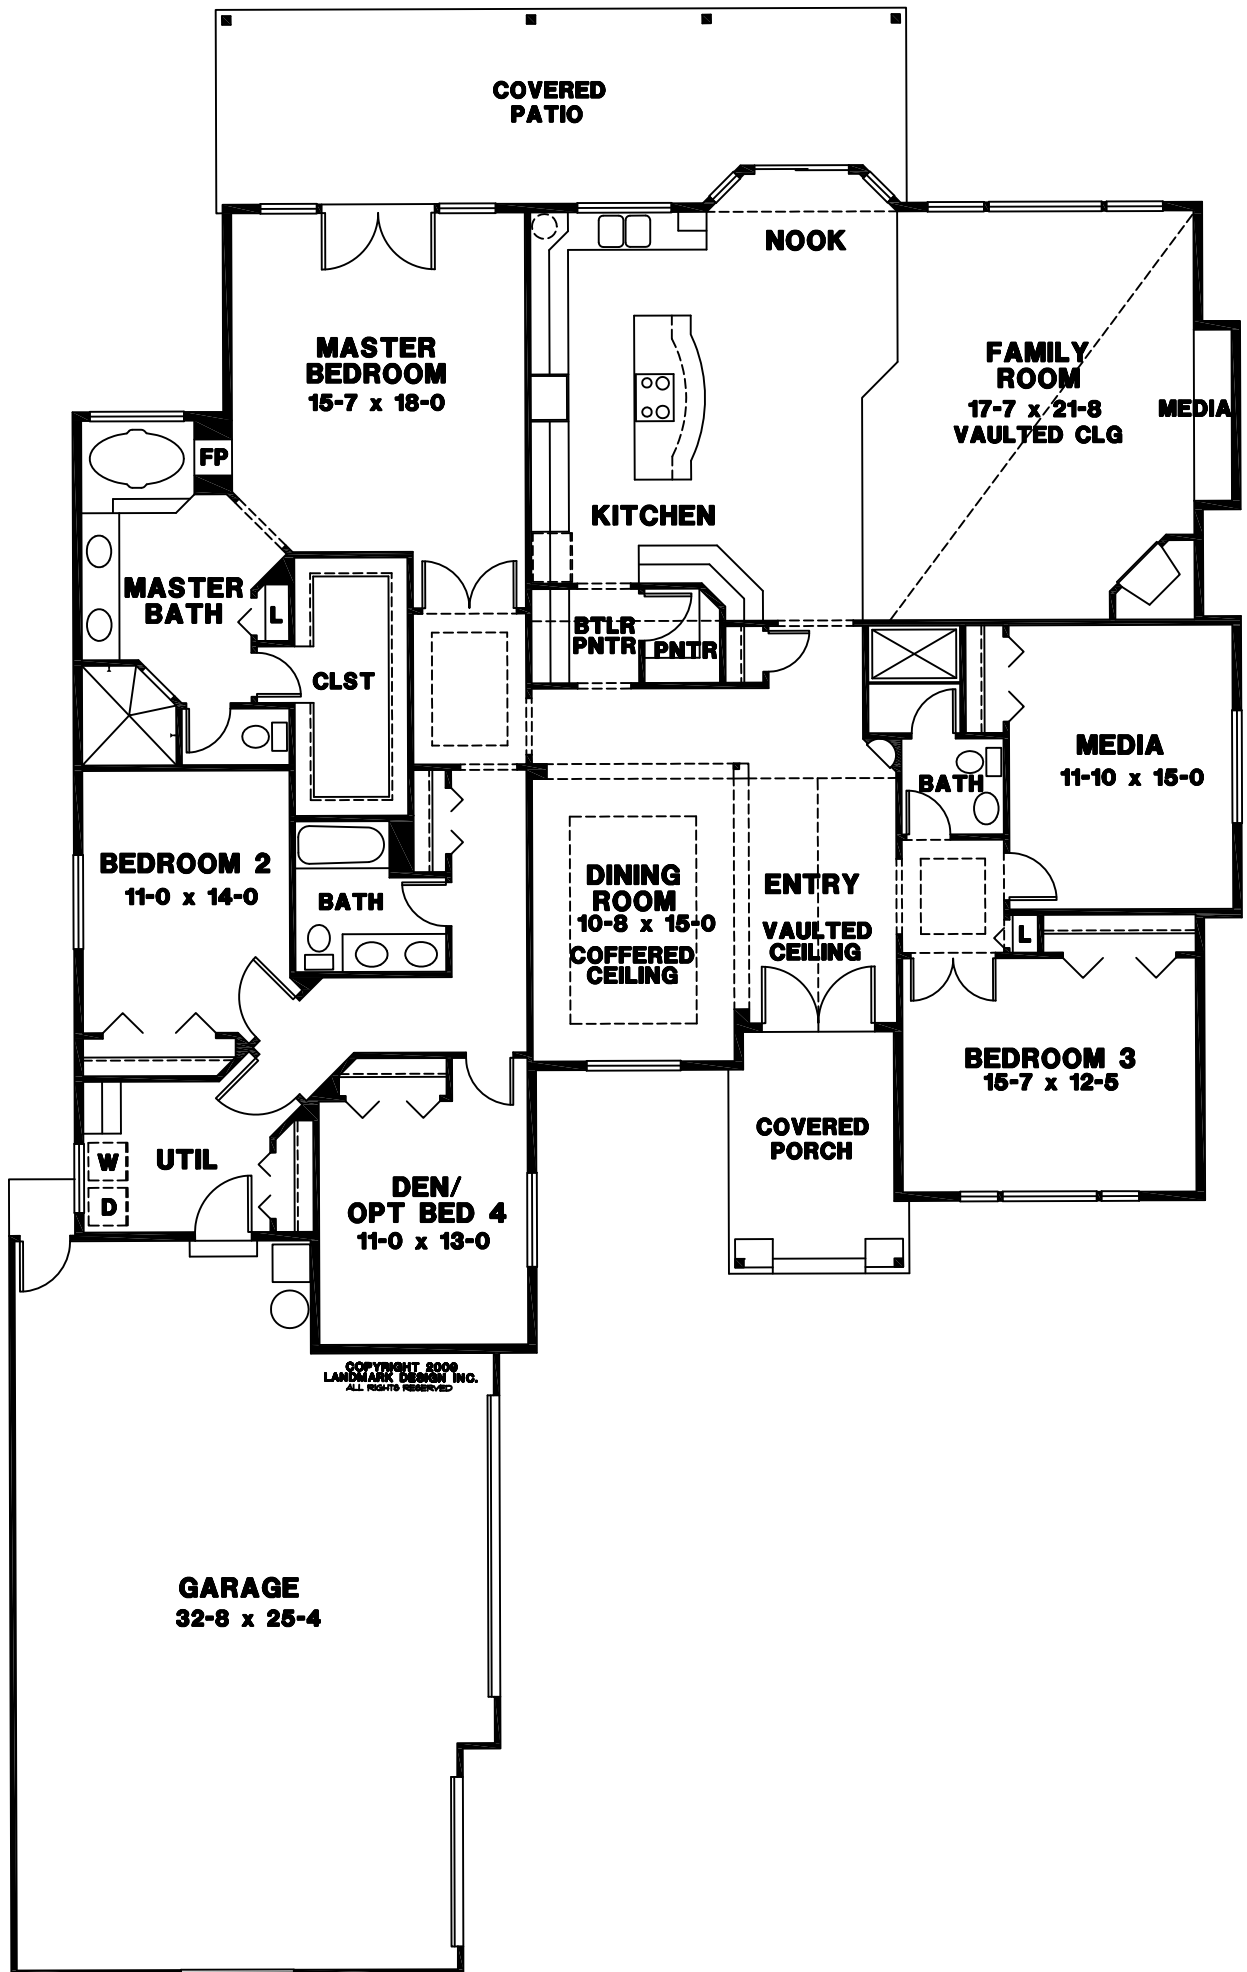 COVERED
PATIO
NOOK
MASTER
BEDROOM
15-7 x 18-0
FAMILY
ROOM
17-7 x 21-8
VAULTED CLG
MEDIA
FP
KITCHEN
MASTER
BATH
L
BTLR
PNTR
PNTR
CLST
MEDIA
11-10 x 15-0
BATH
BEDROOM 2
11-0 x 14-0
BATH
DINING
ROOM
10-8 x 15-0
COFFERED
CEILING
ENTRY
VAULTED
CEILING
L
BEDROOM 3
15-7 x 12-5
COVERED
PORCH
UTIL
W
D
DEN/
OPT BED 4
11-0 x 13-0
COPYRIGHT 2009
LANDMARK DESIGN INC.
ALL RIGHTS RESERVED
GARAGE
32-8 x 25-4